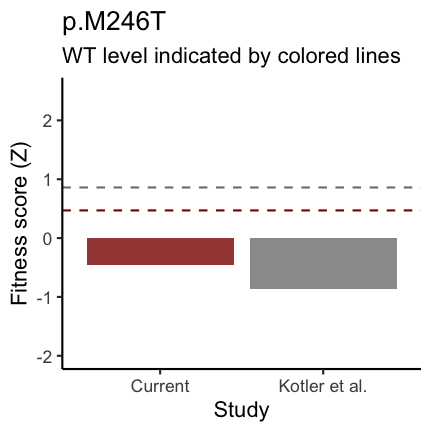 p.M246T
WT level indicated by colored lines
Fitness score (Z)
2
1
0
-1
-2
Current
Kotler et al.
Study